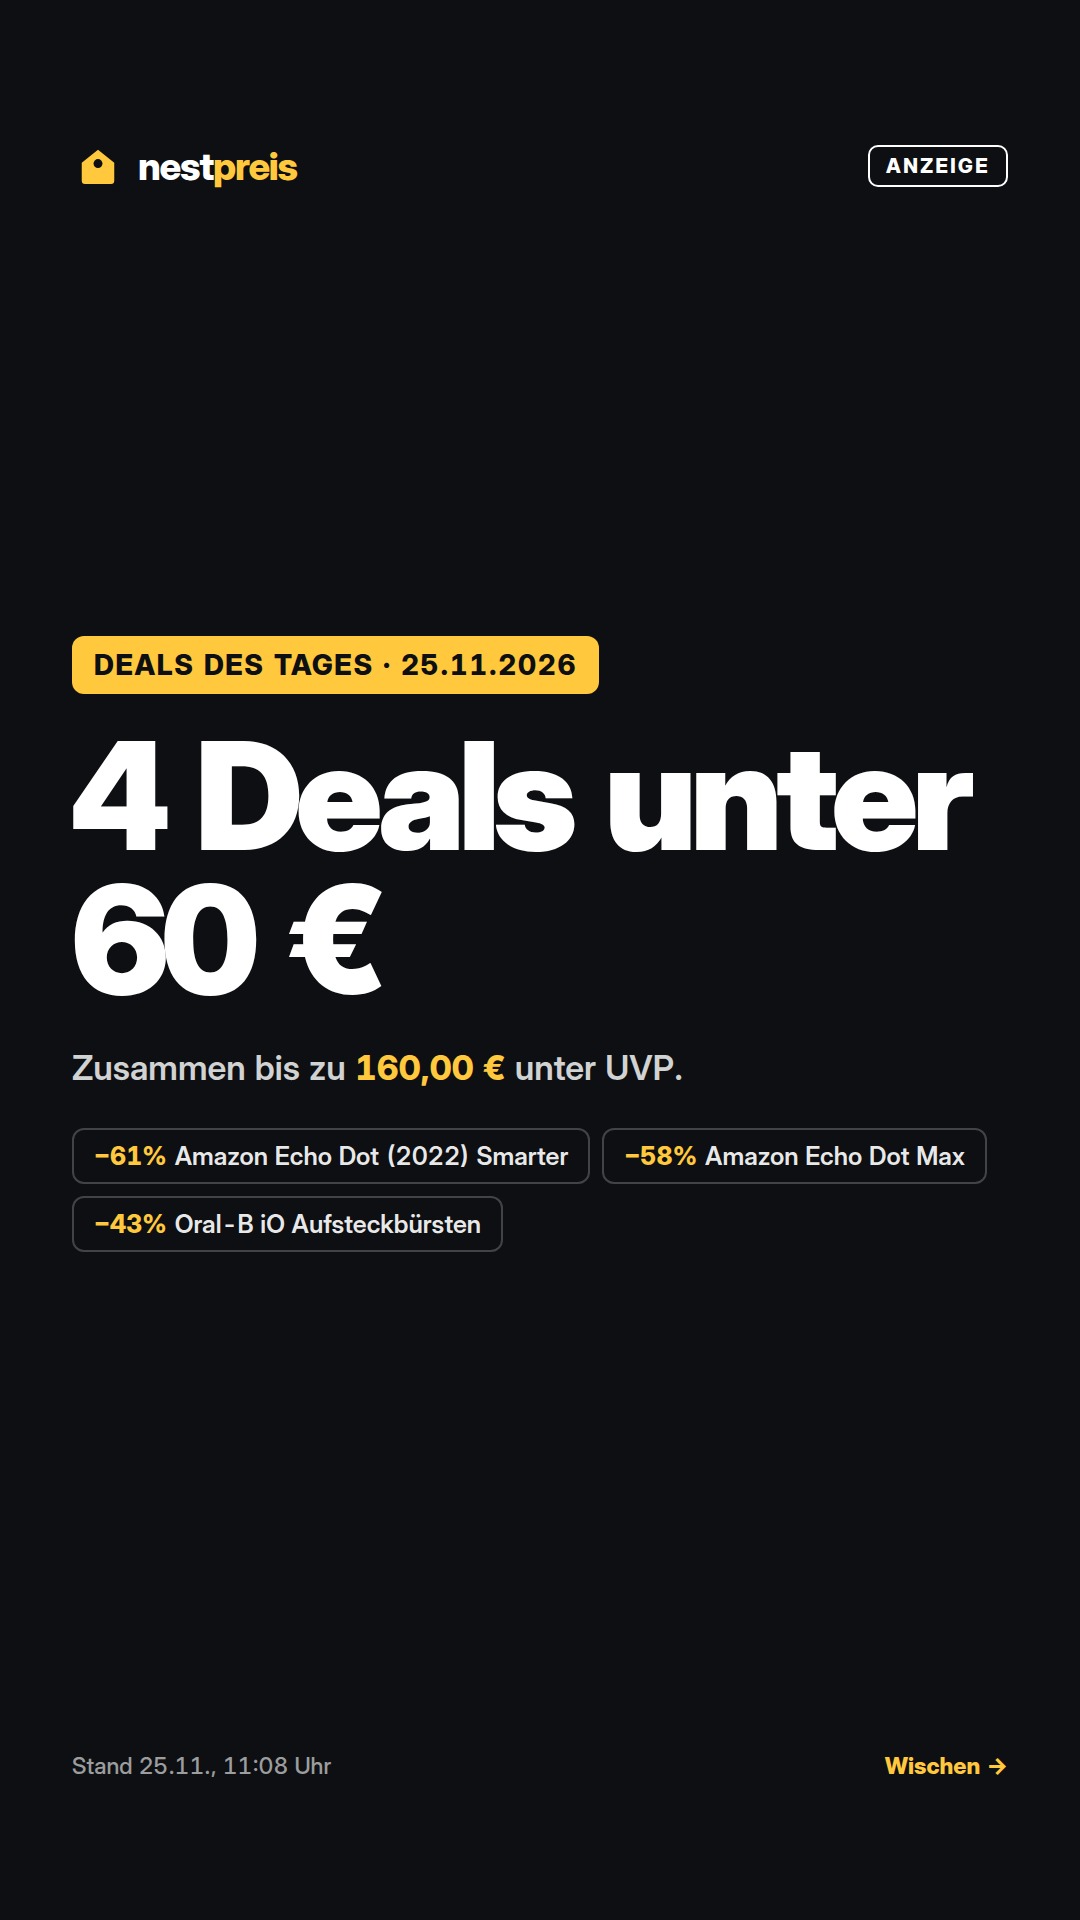 nestpreis
ANZEIGE
DEALS DES TAGES · 25.11.2026
4 Deals unter
60 €
Zusammen bis zu 160,00 € unter UVP.
−61% Amazon Echo Dot (2022) Smarter
−58% Amazon Echo Dot Max
−43% Oral-B iO Aufsteckbürsten
Stand 25.11., 11:08 Uhr
Wischen →